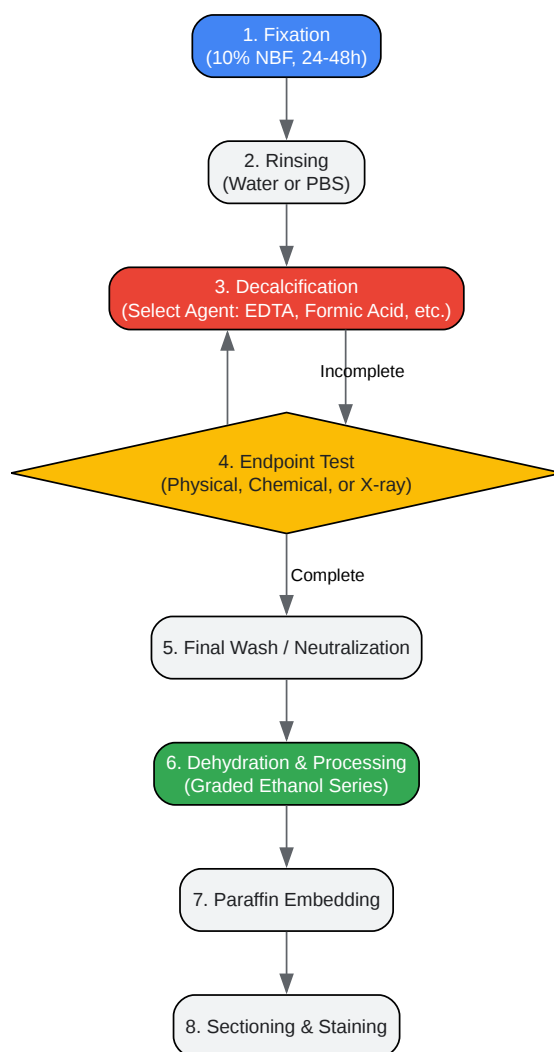 1. Fixation
(10% NBF, 24-48h)
2. Rinsing
(Water or PBS)
3. Decalcification
(Select Agent: EDTA, Formic Acid, etc.)
Incomplete
4. Endpoint Test
(Physical, Chemical, or X-ray)
Complete
5. Final Wash / Neutralization
6. Dehydration & Processing
(Graded Ethanol Series)
7. Paraffin Embedding
8. Sectioning & Staining